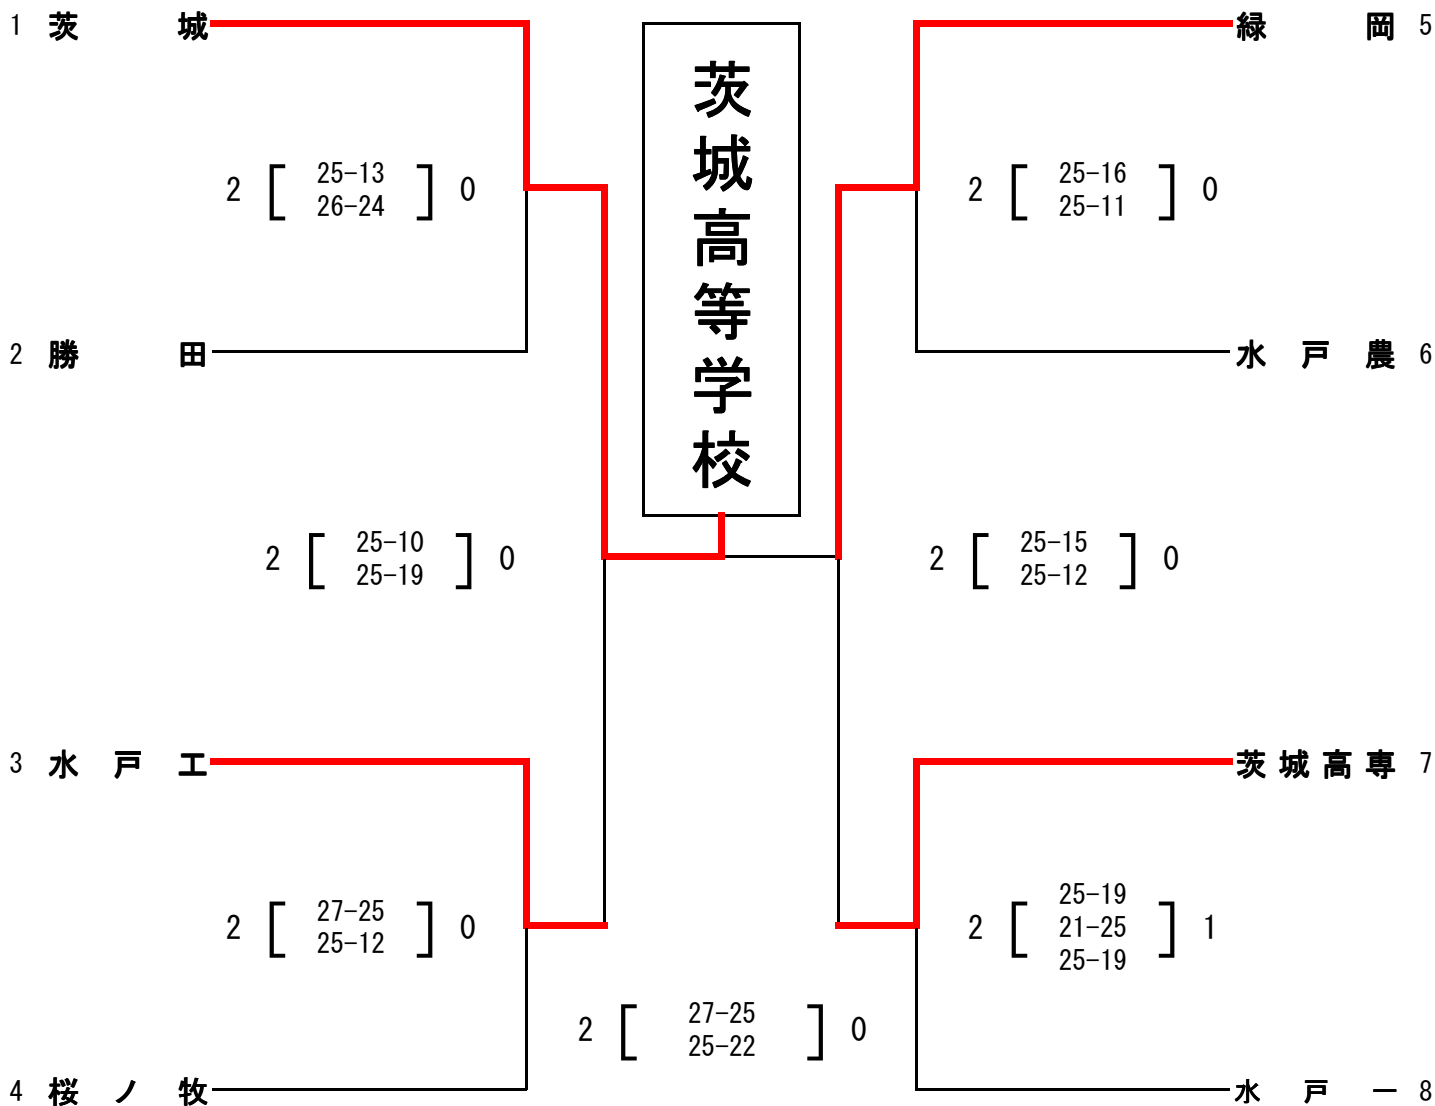 1 茨城
緑岡 5
茨城高等学校
2 [ 25-13 ] 0
26-24
2 [ 25-16 ] 0
25-11
2 勝田
水戸農 6
2 [ 25-10 ] 0
25-19
2 [ 25-15 ] 0
25-12
3 水戸工
茨城高専 7
2 [ 27-25 ] 0
25-12
2 [ 25-19 ] 1
21-25
25-19
2 [ 27-25 ] 0
25-22
4 桜ノ牧
水戸一 8